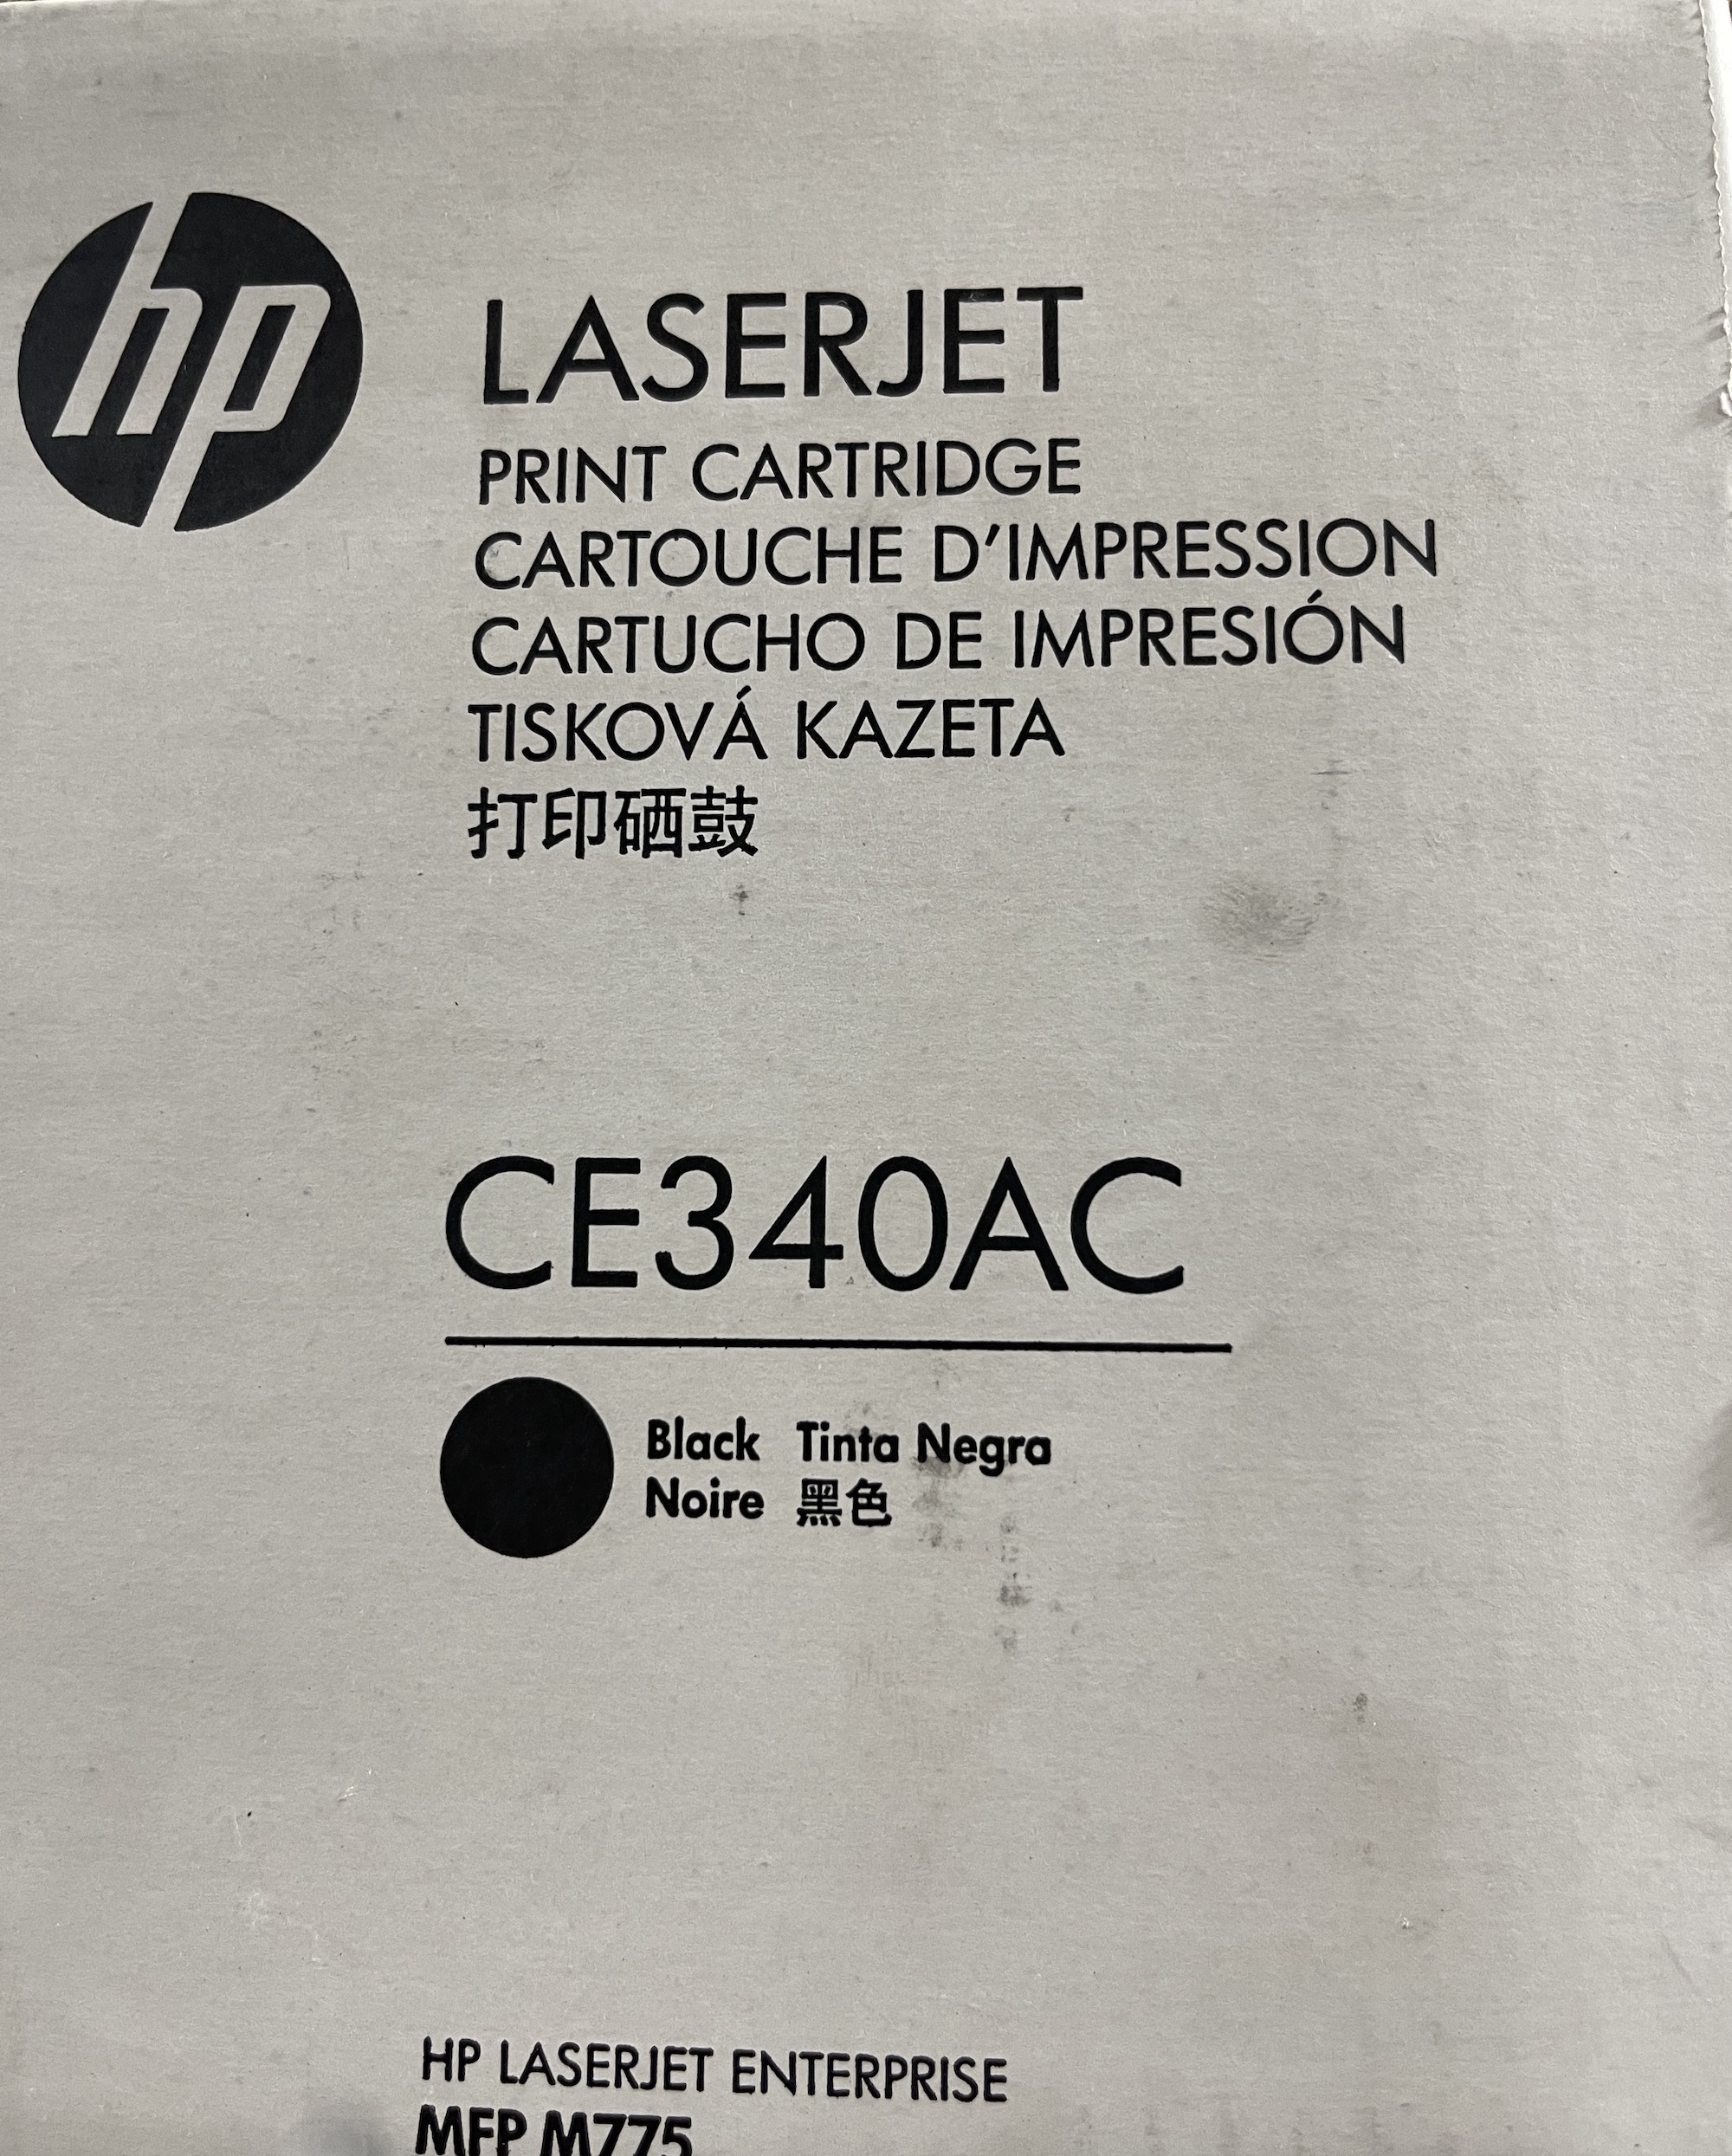 hp
LASERJET
PRINT CARTRIDGE
CARTOUCHE D'IMPRESSION
CARTUCHO DE IMPRESIÓN
TISKOVÁ KAZETA
打印硒鼓
CE340AC
Black Tinta Negra
Noire 黑色
HP LASERJET ENTERPRISE
MFP M775